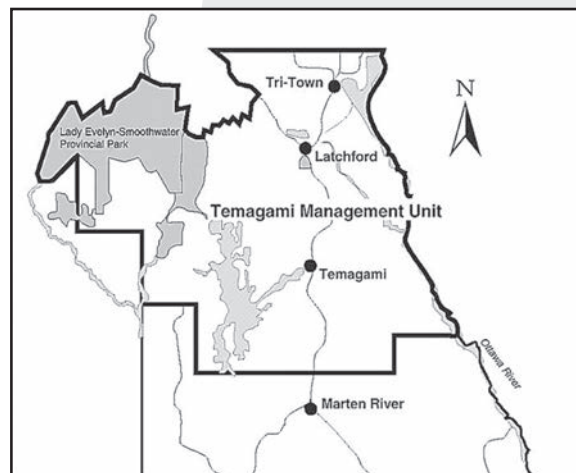 Tri-Town
N
Lady Evelyn-Smoothwater
Provincial Park
Latchford
Temagami Management Unit
Temagami
Ottawa River
Marten River